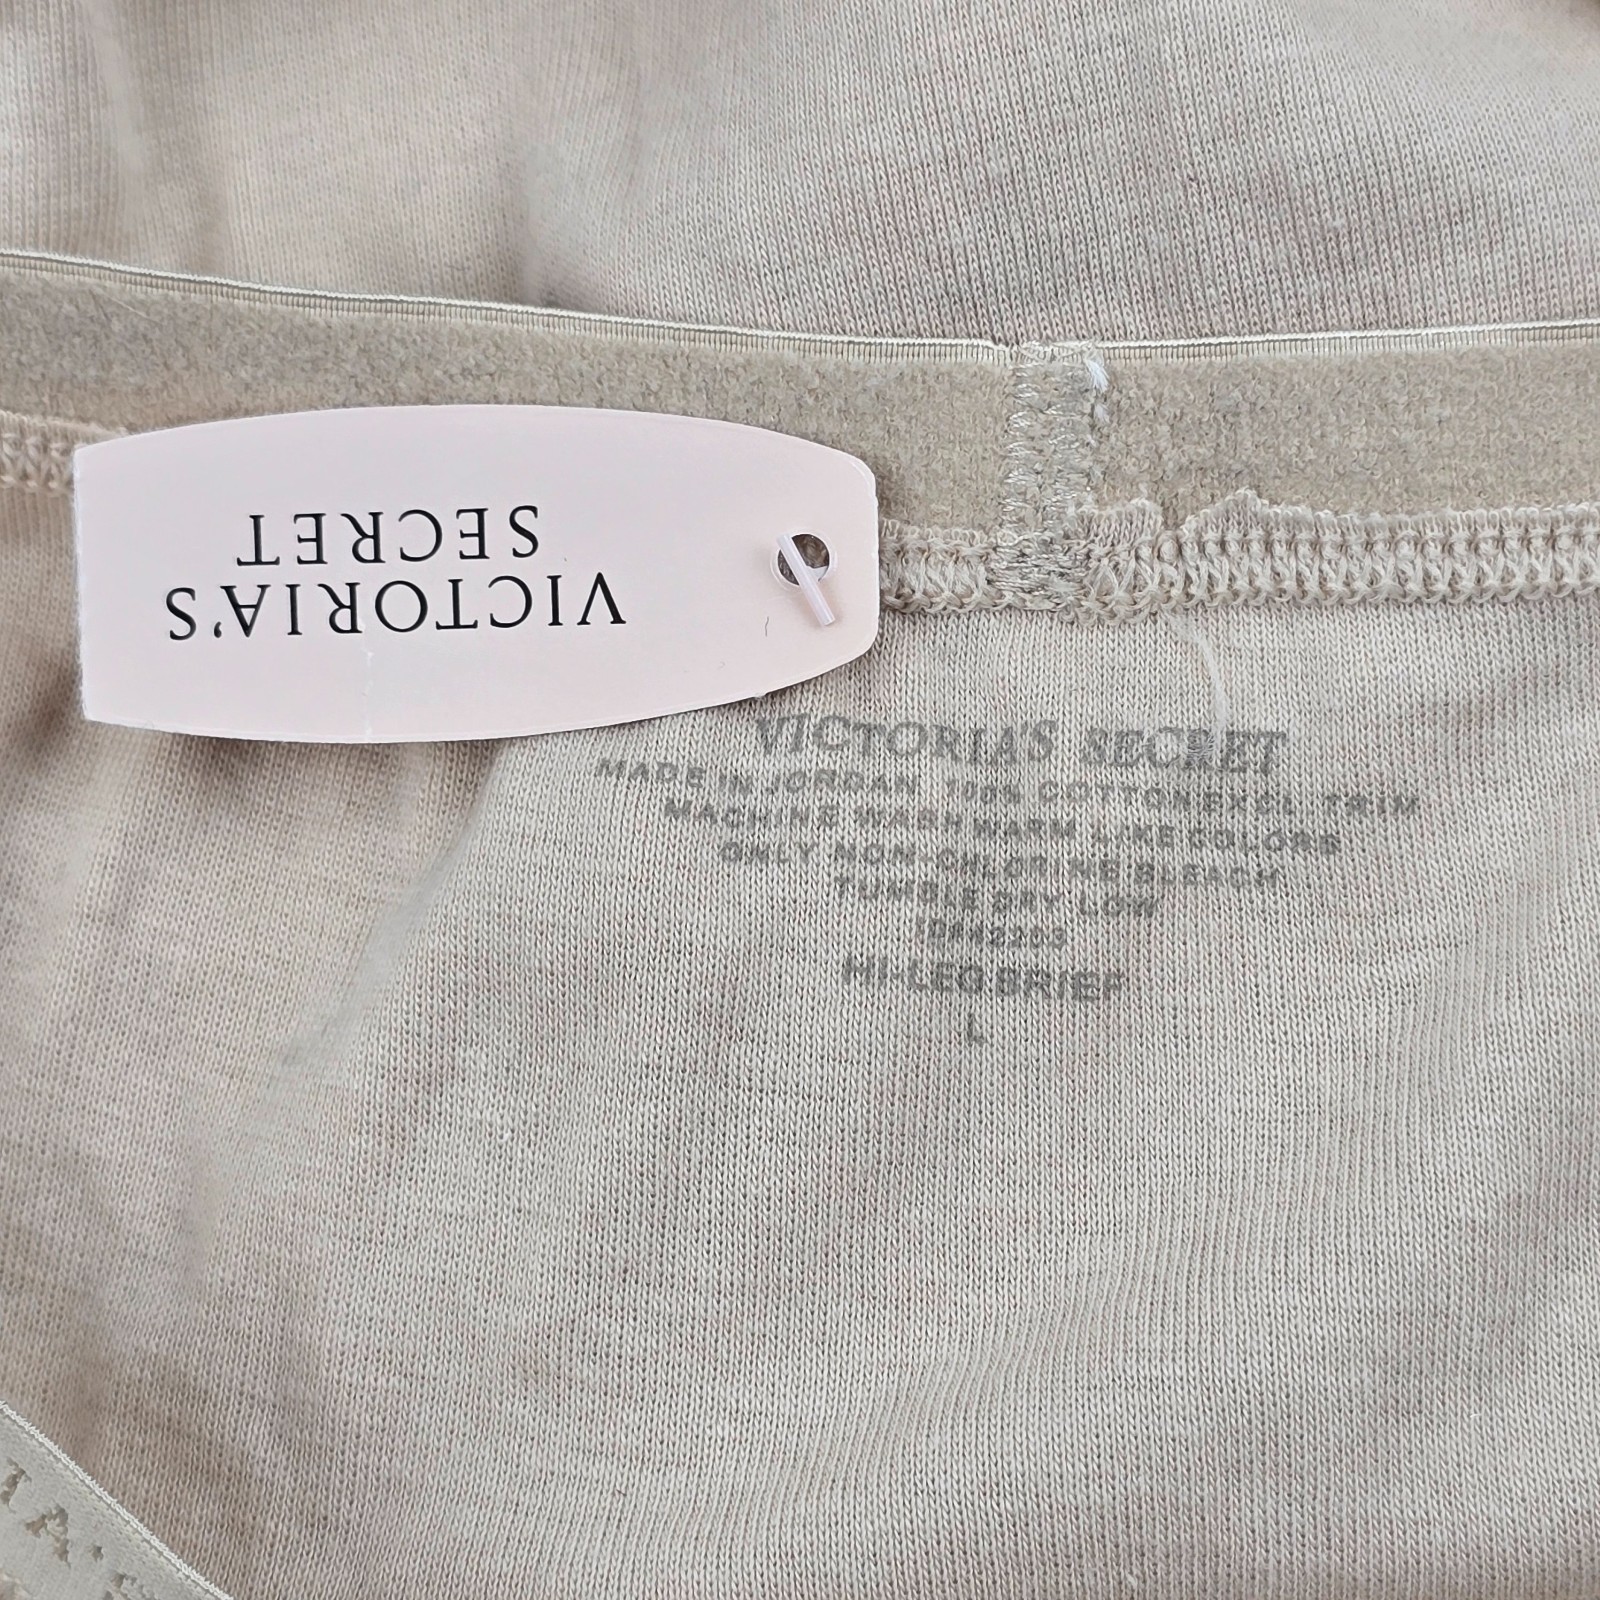 VICTORIA'S
SECRET
VICTORIA'S SECRET
MADE IN JORDAN 100% COTTON EXCL TRIM
MACHINE WASH WARM LIKE COLORS
ONLY NON-CHLORINE BLEACH
TUMBLE DRY LOW
HI-LEG BRIEF
L